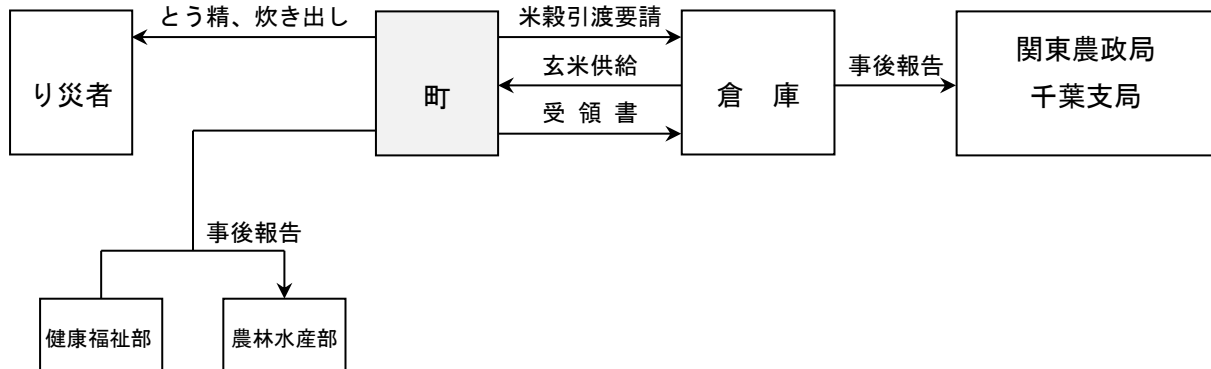 とう精、炊き出し
米穀引渡要請
り災者
町
玄米供給
受 領 書
倉　庫
事後報告
関東農政局
千葉支局
事後報告
健康福祉部
農林水産部